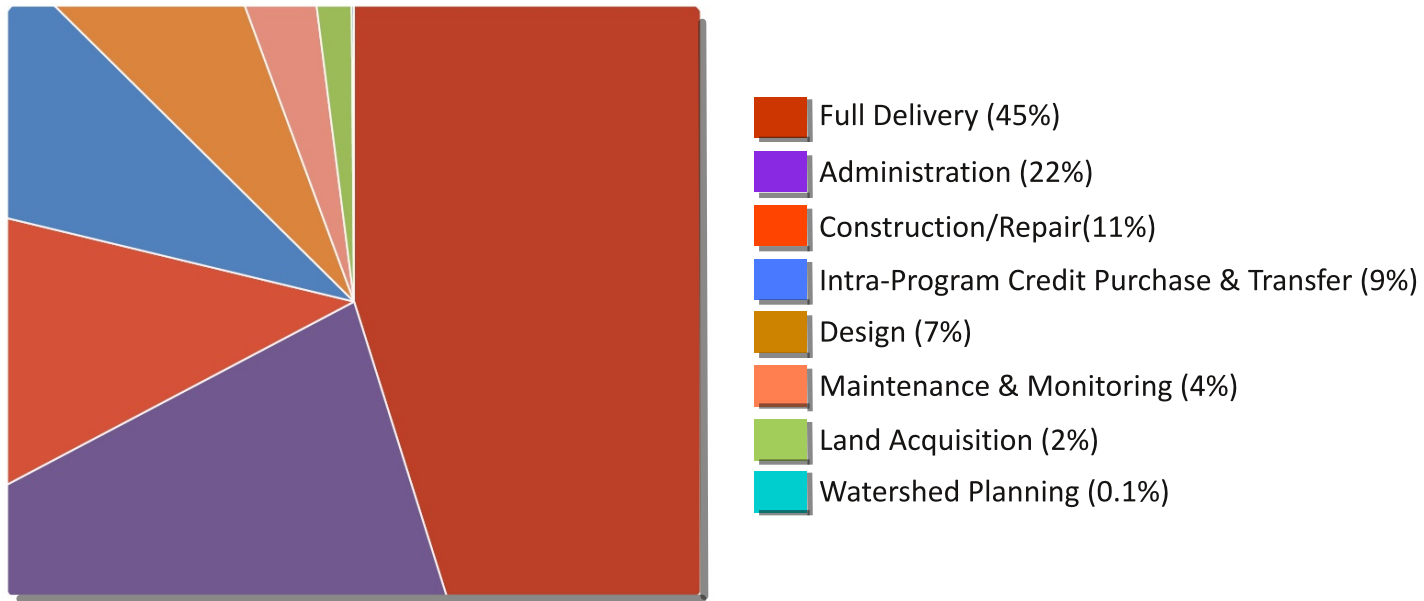 Full Delivery (45%)
Administration (22%)
Construction/Repair(11%)
Intra-Program Credit Purchase & Transfer (9%)
Design (7%)
Maintenance & Monitoring (4%)
Land Acquisition (2%)
Watershed Planning (0.1%)